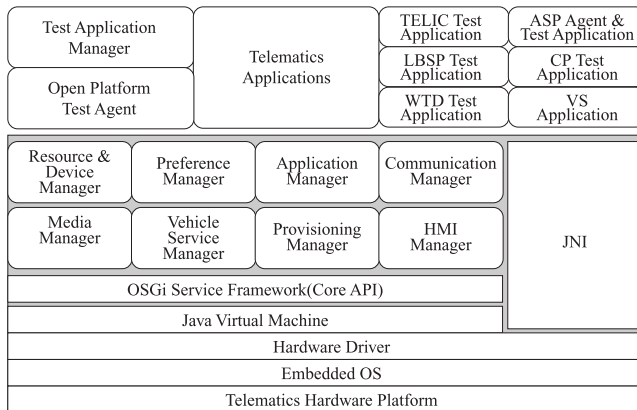 Test Application
Manager
Open Platform
Test Agent
Telematics
Applications
TELIC Test
Application
ASP Agent &
Test Application
LBSP Test
Application
CP Test
Application
WTD Test
Application
VS
Application
Resource &
Device
Manager
Preference
Manager
Application
Manager
Communication
Manager
Media
Manager
Vehicle
Service
Manager
Provisioning
Manager
HMI
Manager
JNI
OSGi Service Framework(Core API)
Java Virtual Machine
Hardware Driver
Embedded OS
Telematics Hardware Platform